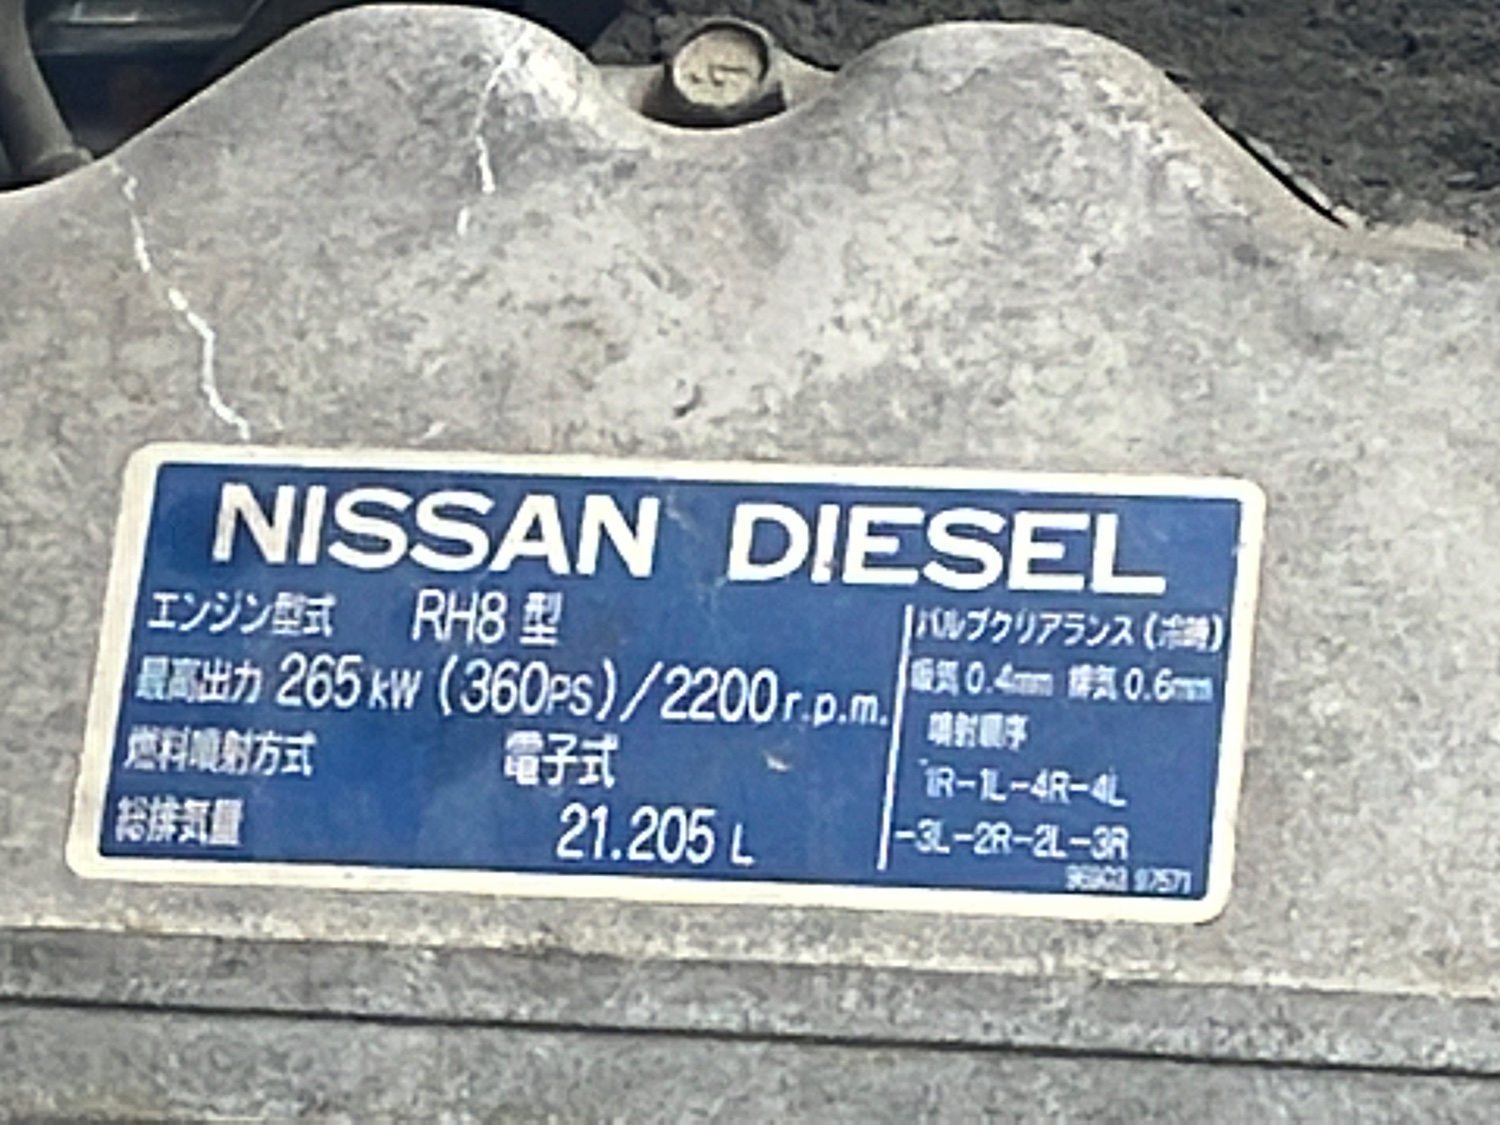 NISSAN DIESEL
エンジン型式 RH8 型
最高出力 265 kW (360PS)/2200 r.p.m.
燃料噴射方式 電子式
総排気量 21.205 L
バルブクリアランス (冷時)
吸気 0.4mm 排気 0.6mm
噴射順序
1R-1L-4R-4L
-3L-2R-2L-3R
97571